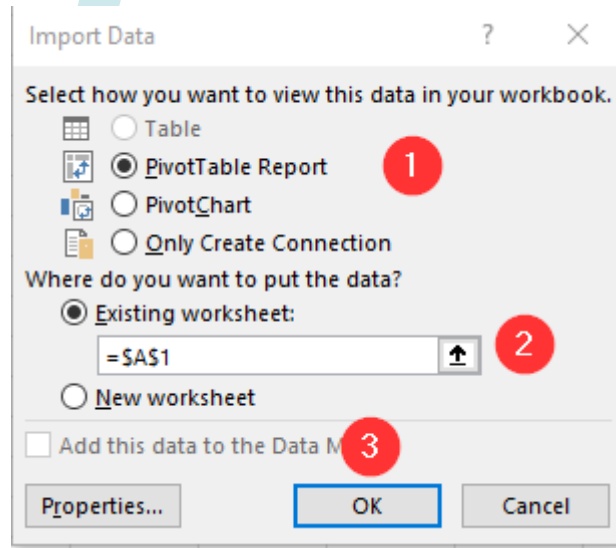 Import Data ? ×
Select how you want to view this data in your workbook.
Table
PivotTable Report 1
PivotChart
Only Create Connection
Where do you want to put the data?
Existing worksheet:
=$A$1 2
New worksheet
Add this data to the Data M 3
Properties... OK Cancel